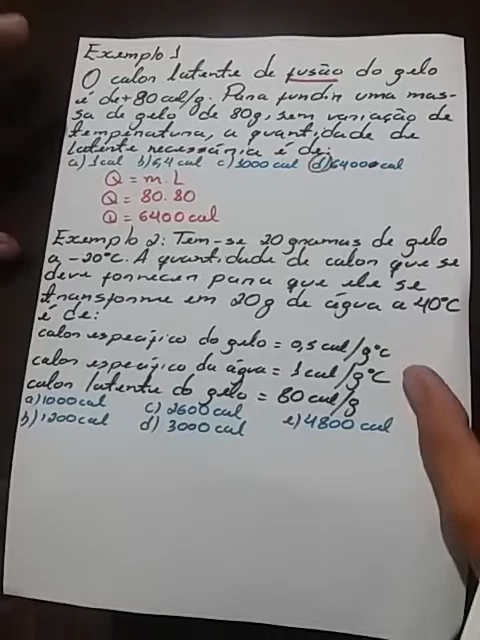 Exemplo 1
O calor latente de fusão do gelo
é de +80 cal/g. Para fundir uma mas-
sa de gelo de 80g, sem variação de
temperatura, a quantidade de
latente necessária é de:
a) 1 cal b) 6,4 cal c) 1000 cal d) 6400 cal
Q = m.L
Q = 80.80
Q = 6400 cal
Exemplo 2: Tem-se 20 gramas de gelo
a -20°C. A quantidade de calor que se
deve fornecer para que ele se
transforme em 20g de água a 40°C
é de:
calor específico do gelo = 0,5 cal/g°C
calor específico da água = 1 cal/g°C
calor latente do gelo = 80 cal/g
a) 1000 cal c) 2600 cal
b) 1200 cal d) 3000 cal e) 4800 cal